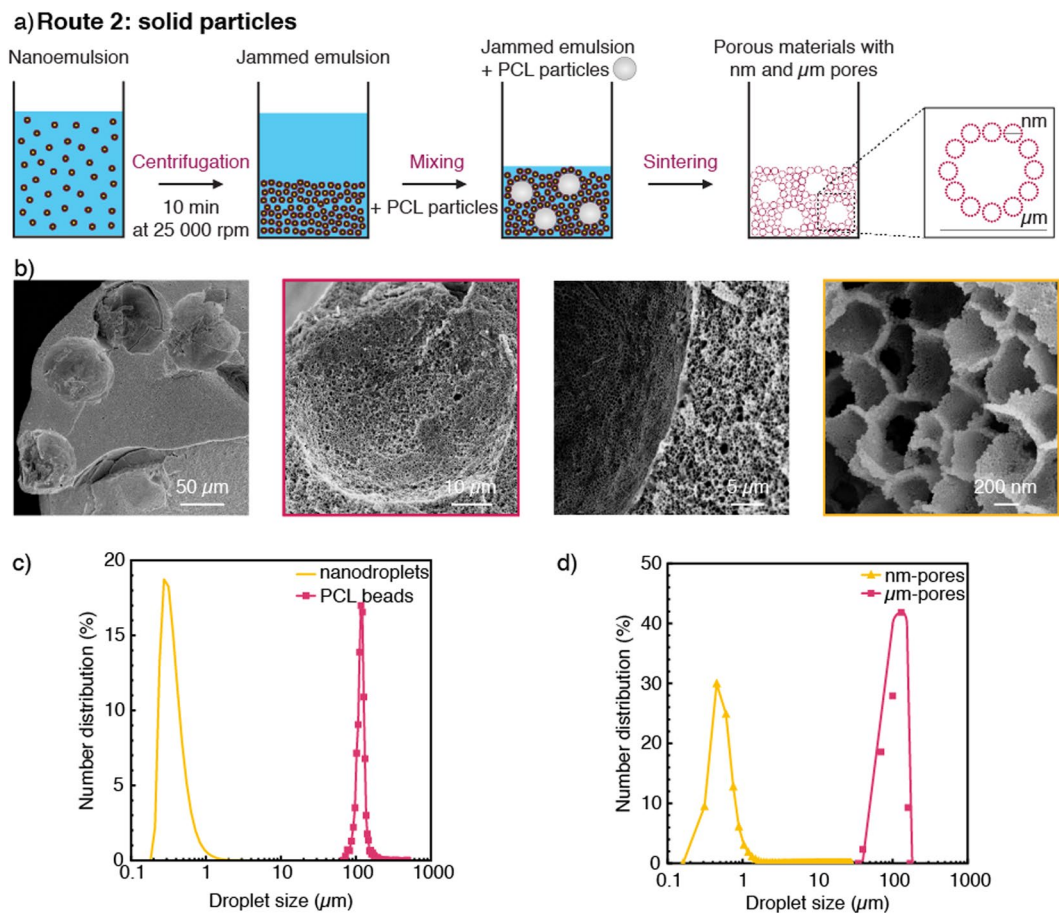 a) Route 2: solid particles
Nanoemulsion
Jammed emulsion
Jammed emulsion
+ PCL particles
Porous materials with
nm and µm pores
Centrifugation
10 min
at 25 000 rpm
Mixing
+ PCL particles
Sintering
nm
µm
b)
50 µm
10 µm
5 µm
200 nm
c)
nanodroplets
PCL beads
Number distribution (%)
20
15
10
5
0
0.1 1 10 100 1000
Droplet size (µm)
d)
nm-pores
µm-pores
Number distribution (%)
50
40
30
20
10
0
0.1 1 10 100 1000
Droplet size (µm)